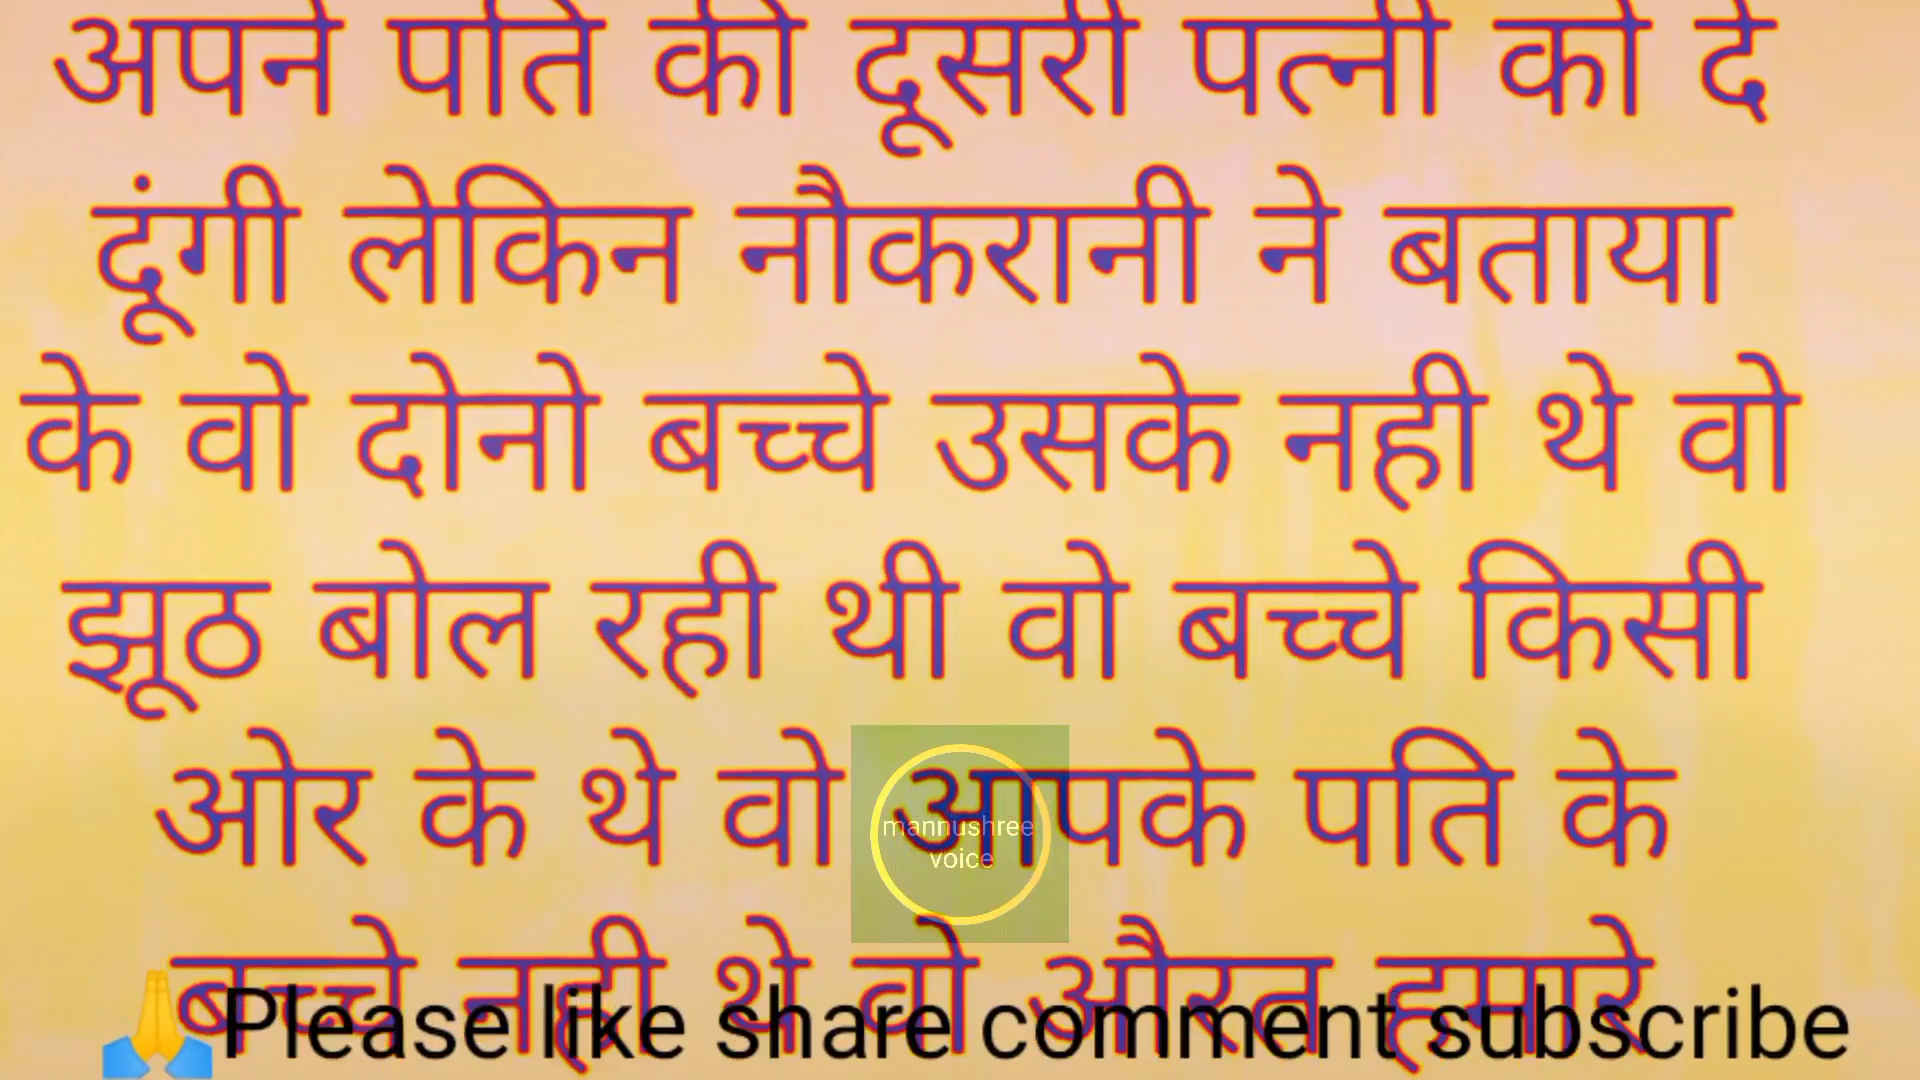 अपने पति की दूसरी पत्नी को दे
दूंगी लेकिन नौकरानी ने बताया
के वो दोनो बच्चे उसके नही थे वो
झूठ बोल रही थी वो बच्चे किसी
ओर के थे वो आपके पति के
mannushree
voice
बच्चे नही थे वो औरत हमारे
🙏Please like share comment subscribe